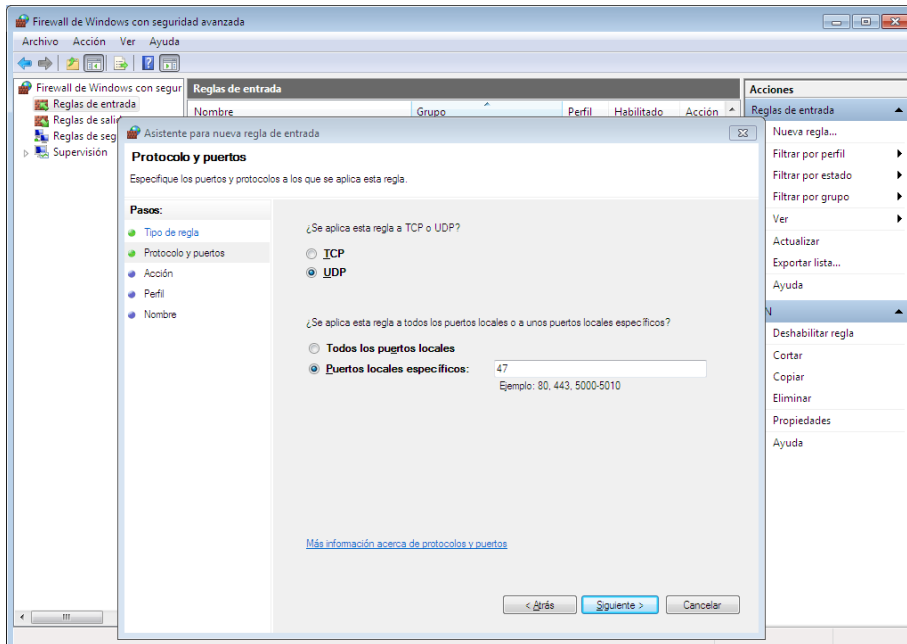 Firewall de Windows con seguridad avanzada
Archivo Acción Ver Ayuda
Firewall de Windows con segur
Reglas de entrada
Reglas de salid
Reglas de seg
Supervisión
Reglas de entrada
Nombre Grupo Perfil Habilitado Acción
Asistente para nueva regla de entrada
Protocolo y puertos
Especifique los puertos y protocolos a los que se aplica esta regla.
Pasos:
Tipo de regla
Protocolo y puertos
Acción
Perfil
Nombre
¿Se aplica esta regla a TCP o UDP?
TCP
UDP
¿Se aplica esta regla a todos los puertos locales o a unos puertos locales específicos?
Todos los puertos locales
Puertos locales específicos: 47
Ejemplo: 80, 443, 5000-5010
Más información acerca de protocolos y puertos
< Atrás Siguiente > Cancelar
Acciones
Reglas de entrada
Nueva regla...
Filtrar por perfil
Filtrar por estado
Filtrar por grupo
Ver
Actualizar
Exportar lista...
Ayuda
Deshabilitar regla
Cortar
Copiar
Eliminar
Propiedades
Ayuda